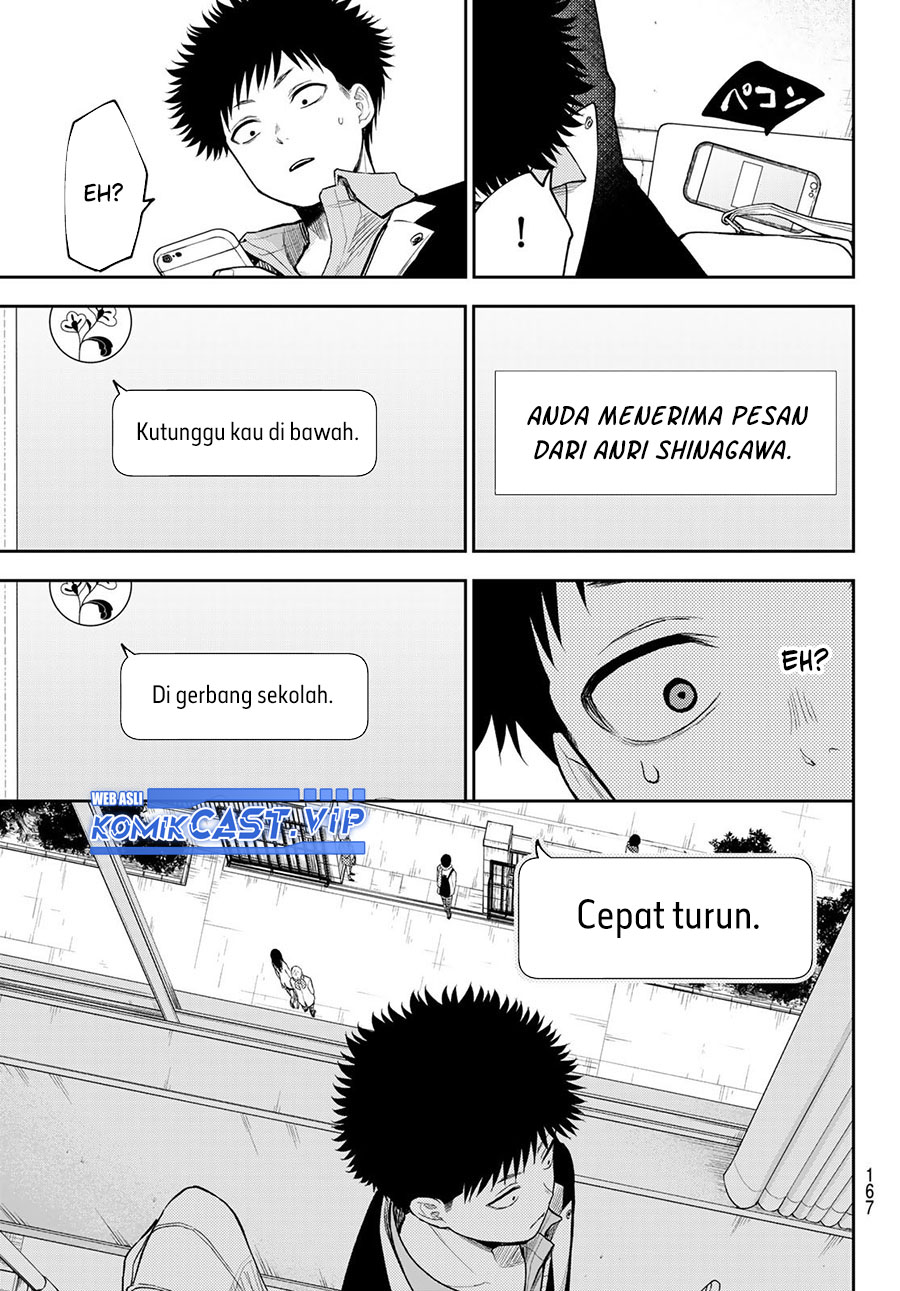 ペコン
!
EH?
ANDA MENERIMA PESAN
DARI ANRI SHINAGAWA.
Kutunggu kau di bawah.
EH?
Di gerbang sekolah.
WEB ASLI
KOMIKCAST.VIP
Cepat turun.
167